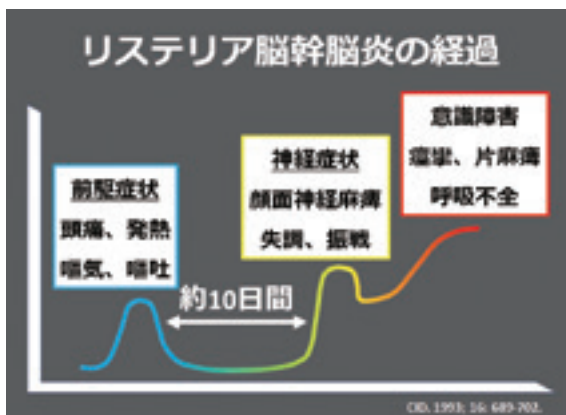 リステリア脳幹脳炎の経過
前駆症状
頭痛、発熱
嘔気、嘔吐
約10日間
神経症状
顔面神経麻痺
失調、振戦
意識障害
痙攣、片麻痺
呼吸不全
CID. 1993; 16: 689-702.